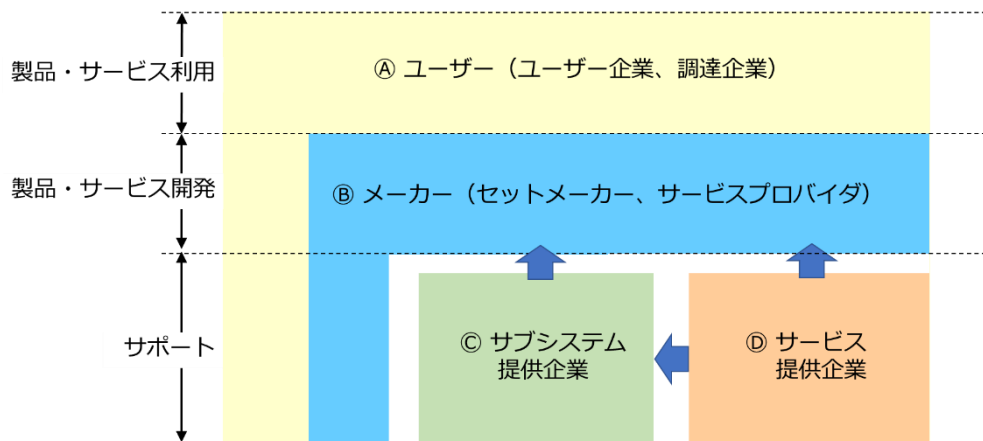 製品・サービス利用
Ⓐ ユーザー（ユーザー企業、調達企業）
製品・サービス開発
Ⓑ メーカー（セットメーカー、サービスプロバイダ）
サポート
Ⓒ サブシステム
提供企業
Ⓓ サービス
提供企業